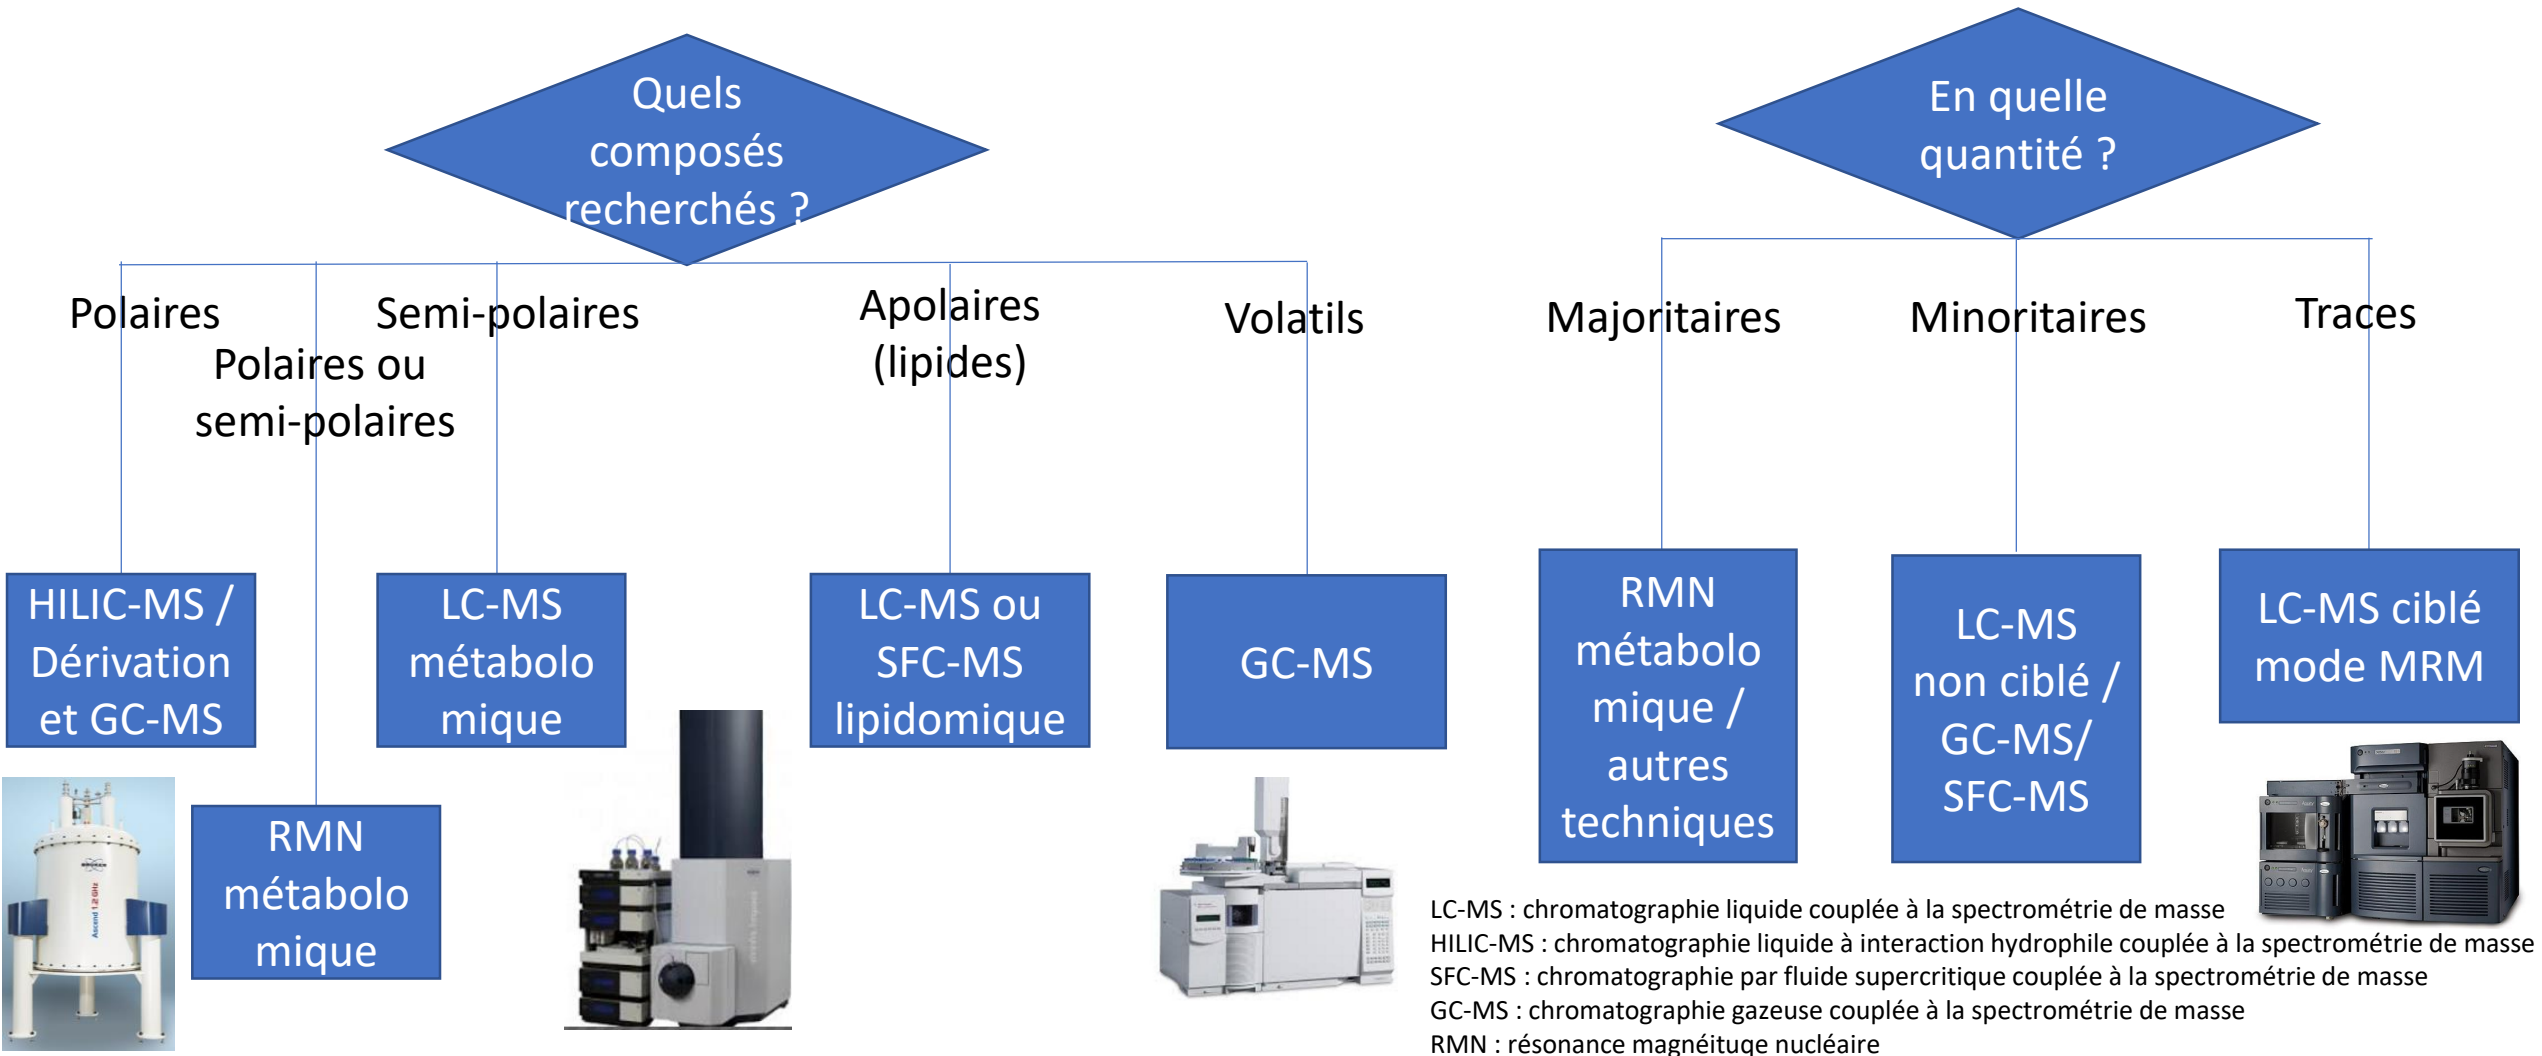 Quels
composés
recherchés ?
En quelle
quantité ?
Polaires
Polaires ou
semi-polaires
Semi-polaires
Apolaires
(lipides)
Volatils
Majoritaires
Minoritaires
Traces
HILIC-MS /
Dérivation
et GC-MS
RMN
métabolo
mique
LC-MS
métabolo
mique
LC-MS ou
SFC-MS
lipidomique
GC-MS
RMN
métabolo
mique /
autres
techniques
LC-MS
non ciblé /
GC-MS/
SFC-MS
LC-MS ciblé
mode MRM
BRUKER
Ascend 1.2 GHz
LC-MS : chromatographie liquide couplée à la spectrométrie de masse
HILIC-MS : chromatographie liquide à interaction hydrophile couplée à la spectrométrie de masse
SFC-MS : chromatographie par fluide supercritique couplée à la spectrométrie de masse
GC-MS : chromatographie gazeuse couplée à la spectrométrie de masse
RMN : résonance magnéituqe nucléaire